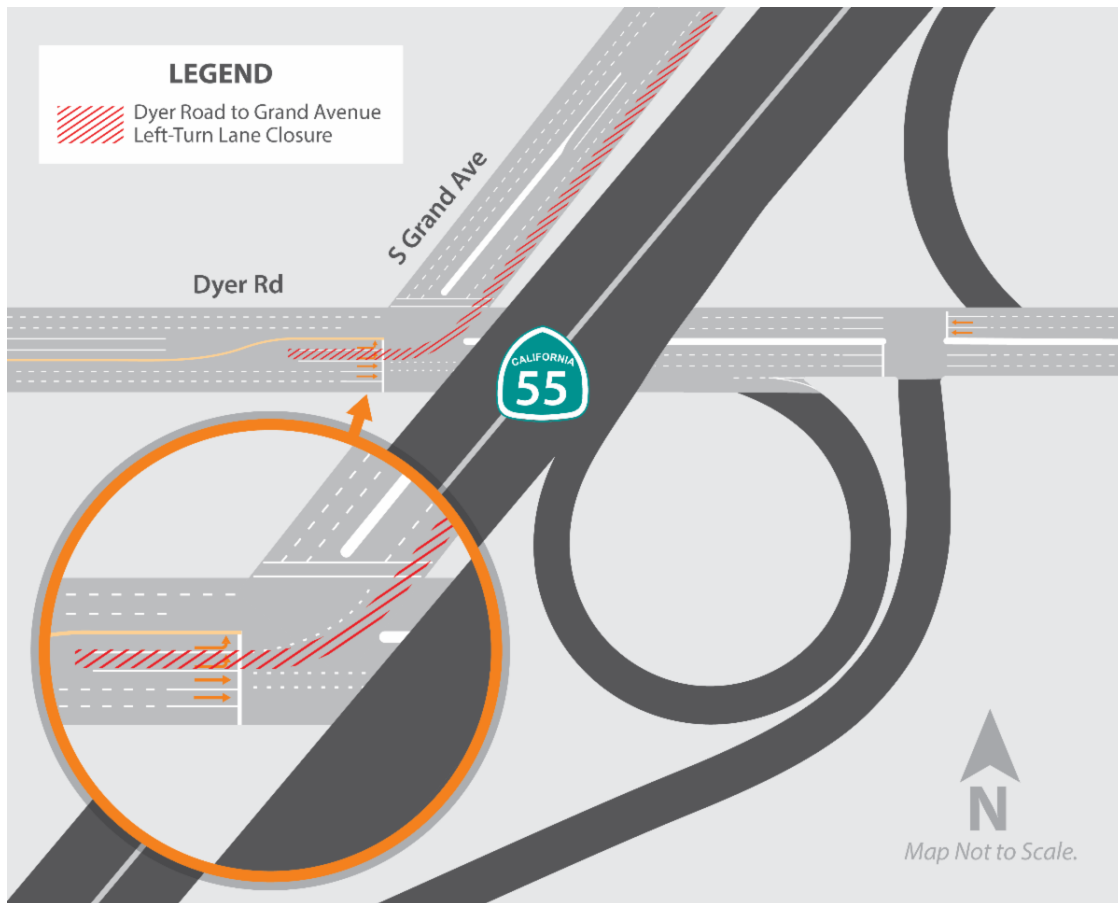 LEGEND
Dyer Road to Grand Avenue
Left-Turn Lane Closure
S Grand Ave
Dyer Rd
CALIFORNIA
55
N
Map Not to Scale.